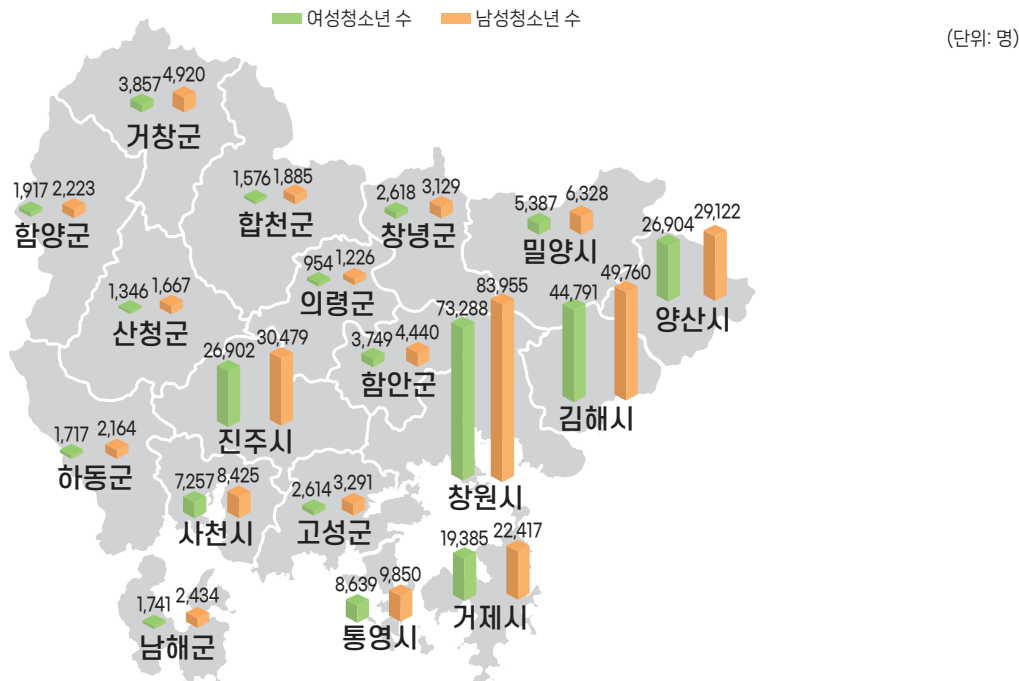 여성청소년 수 남성청소년 수
(단위: 명)
3,857 4,920
거창군
1,917 2,223
함양군
1,576 1,885
합천군
2,618 3,129
창녕군
5,387 6,328
밀양시
26,904 29,122
양산시
954 1,226
의령군
1,346 1,667
산청군
73,288 83,955
창원시
44,791 49,760
김해시
26,902 30,479
진주시
3,749 4,440
함안군
1,717 2,164
하동군
7,257 8,425
사천시
2,614 3,291
고성군
19,385 22,417
거제시
8,639 9,850
통영시
1,741 2,434
남해군